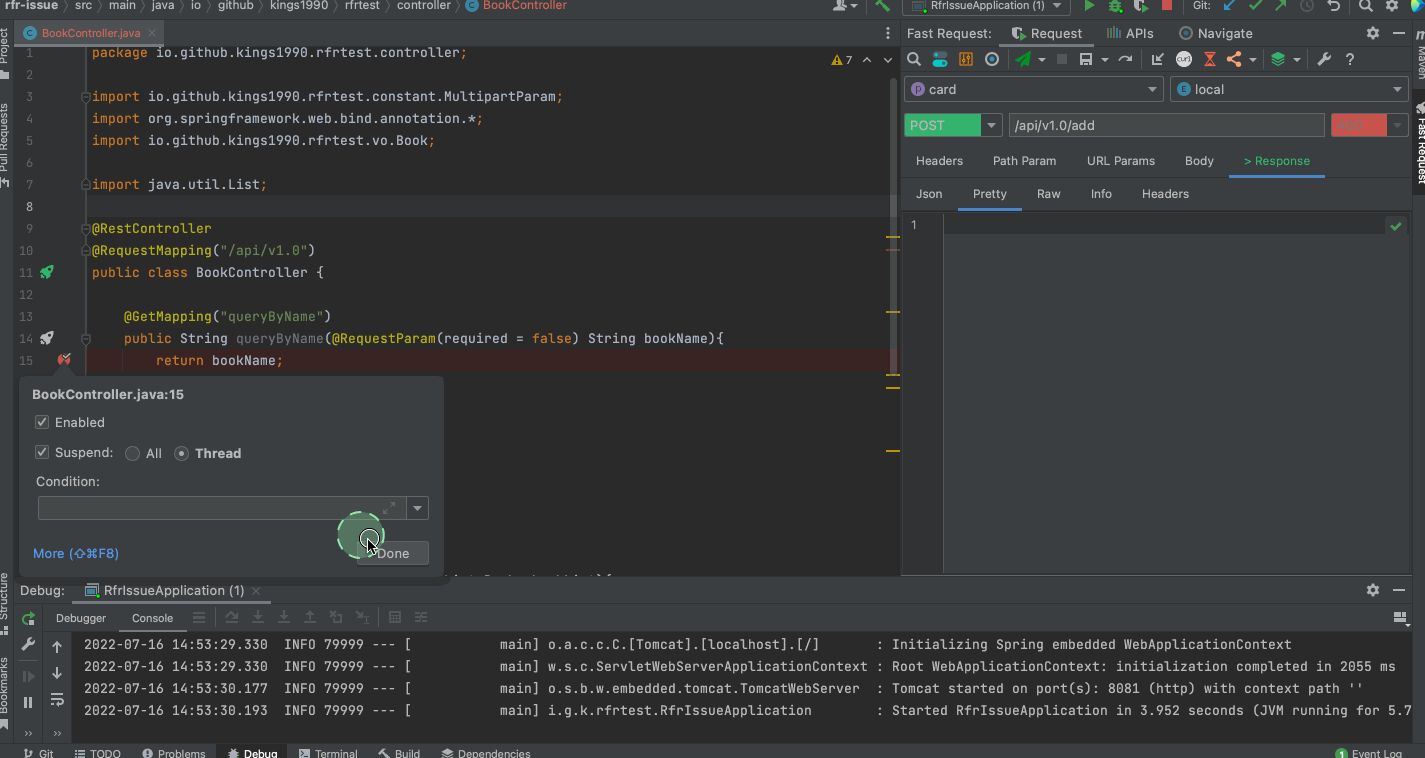 rfr-issue > src > main > java > io > github > kings1990 > rfrtest > controller > BookController
RfrIssueApplication (1)
Git:
Project
Pull Requests
Structure
Bookmarks
BookController.java
7
1 package io.github.kings1990.rfrtest.controller;
2
3 import io.github.kings1990.rfrtest.constant.MultipartParam;
4 import org.springframework.web.bind.annotation.*;
5 import io.github.kings1990.rfrtest.vo.Book;
6
7 import java.util.List;
8
9 @RestController
10 @RequestMapping("/api/v1.0")
11 public class BookController {
12
13 @GetMapping("queryByName")
14 public String queryByName(@RequestParam(required = false) String bookName){
15 return bookName;
BookController.java:15
Enabled
Suspend: All Thread
Condition:
More (⇧⌘F8)
Done
Fast Request: Request APIs Navigate
card
local
POST
/api/v1.0/add
Headers Path Param URL Params Body > Response
Json Pretty Raw Info Headers
1
Maven
Fast Request
Debug: RfrIssueApplication (1)
Debugger Console
2022-07-16 14:53:29.330 INFO 79999 --- [ main] o.a.c.c.C.[Tomcat].[localhost].[/] : Initializing Spring embedded WebApplicationContext
2022-07-16 14:53:29.330 INFO 79999 --- [ main] w.s.c.ServletWebServerApplicationContext : Root WebApplicationContext: initialization completed in 2055 ms
2022-07-16 14:53:30.177 INFO 79999 --- [ main] o.s.b.w.embedded.tomcat.TomcatWebServer : Tomcat started on port(s): 8081 (http) with context path ''
2022-07-16 14:53:30.193 INFO 79999 --- [ main] i.g.k.rfrtest.RfrIssueApplication : Started RfrIssueApplication in 3.952 seconds (JVM running for 5.7
Git TODO Problems Debug Terminal Build Dependencies
1 Event Log